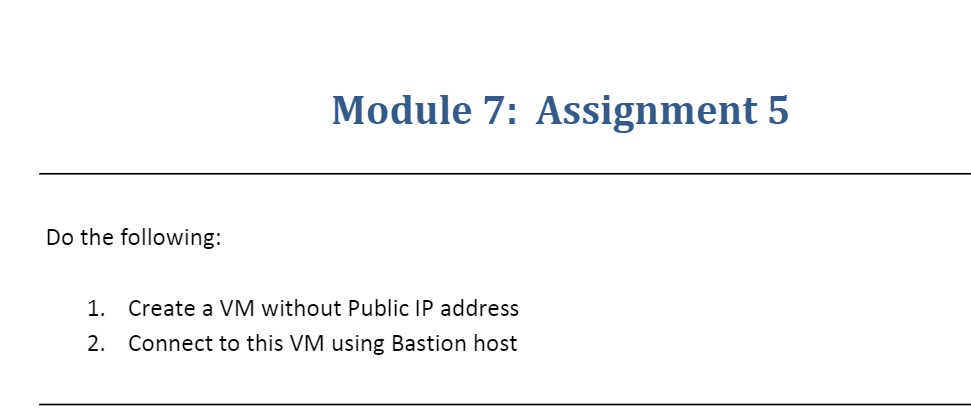 Module 7: Assignment 5
Do the following:
1. Create a VM without Public IP address
2. Connect to this VM using Bastion host